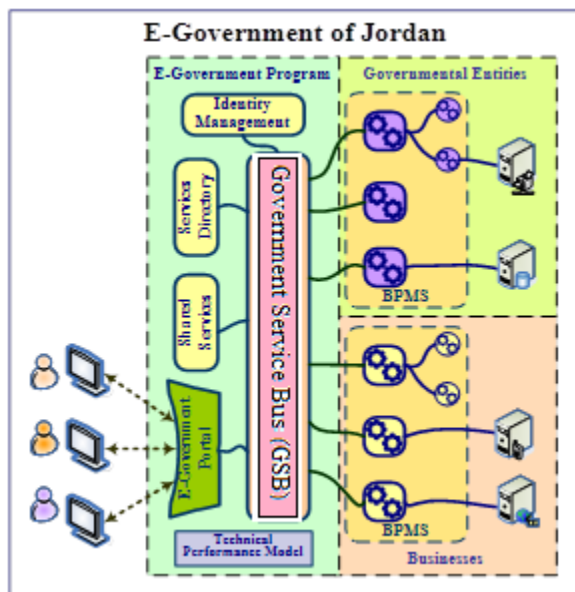 E-Government of Jordan
E-Government Program
Governmental Entities
Identity
Management
Services
Directory
Shared
Services
Government Service Bus (GSB)
E-Government
Portal
Technical
Performance Model
BPMS
BPMS
Businesses